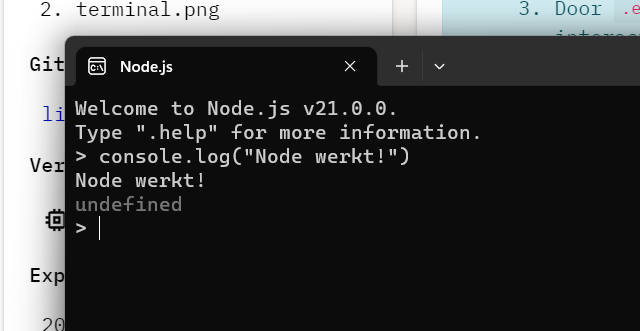 2. terminal.png
3. Door .e
Git
Node.js
li
Welcome to Node.js v21.0.0.
Type ".help" for more information.
> console.log("Node werkt!")
Ver
Node werkt!
undefined
>
Exp
20